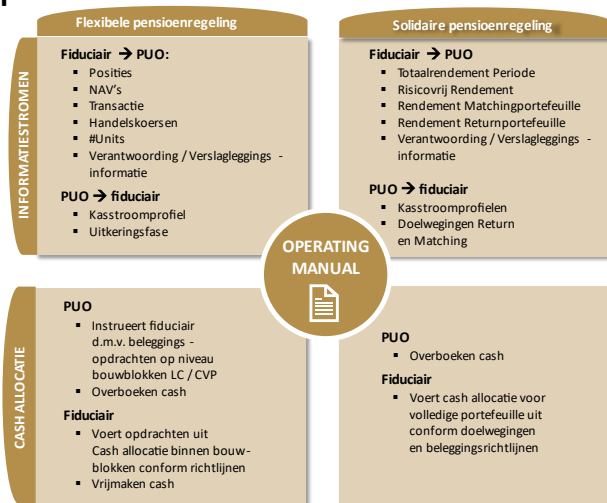 Flexibele pensioenregeling
Solidaire pensioenregeling
INFORMATIESTROMEN
Fiduciair → PUO:
▪ Posities
▪ NAV's
▪ Transactie
▪ Handelskoersen
▪ #Units
▪ Verantwoording / Verslagleggings -
informatie
PUO → fiduciair
▪ Kasstroomprofiel
▪ Uitkeringsfase
Fiduciair → PUO
▪ Totaalrendement Periode
▪ Risicovrij Rendement
▪ Rendement Matchingportefeuille
▪ Rendement Returnportefeuille
▪ Verantwoording / Verslagleggings -
informatie
PUO → fiduciair
▪ Kasstroomprofielen
▪ Doelwegingen Return
en Matching
OPERATING
MANUAL
CASH ALLOCATIE
PUO
▪ Instrueert fiduciair
d.m.v. beleggings -
opdrachten op niveau
bouwblokken LC / CVP
▪ Overboeken cash
Fiduciair
▪ Voert opdrachten uit
Cash allocatie binnen bouw-
blokken conform richtlijnen
▪ Vrijmaken cash
PUO
▪ Overboeken cash
Fiduciair
▪ Voert cash allocatie voor
volledige portefeuille uit
conform doelwegingen
en beleggingsrichtlijnen